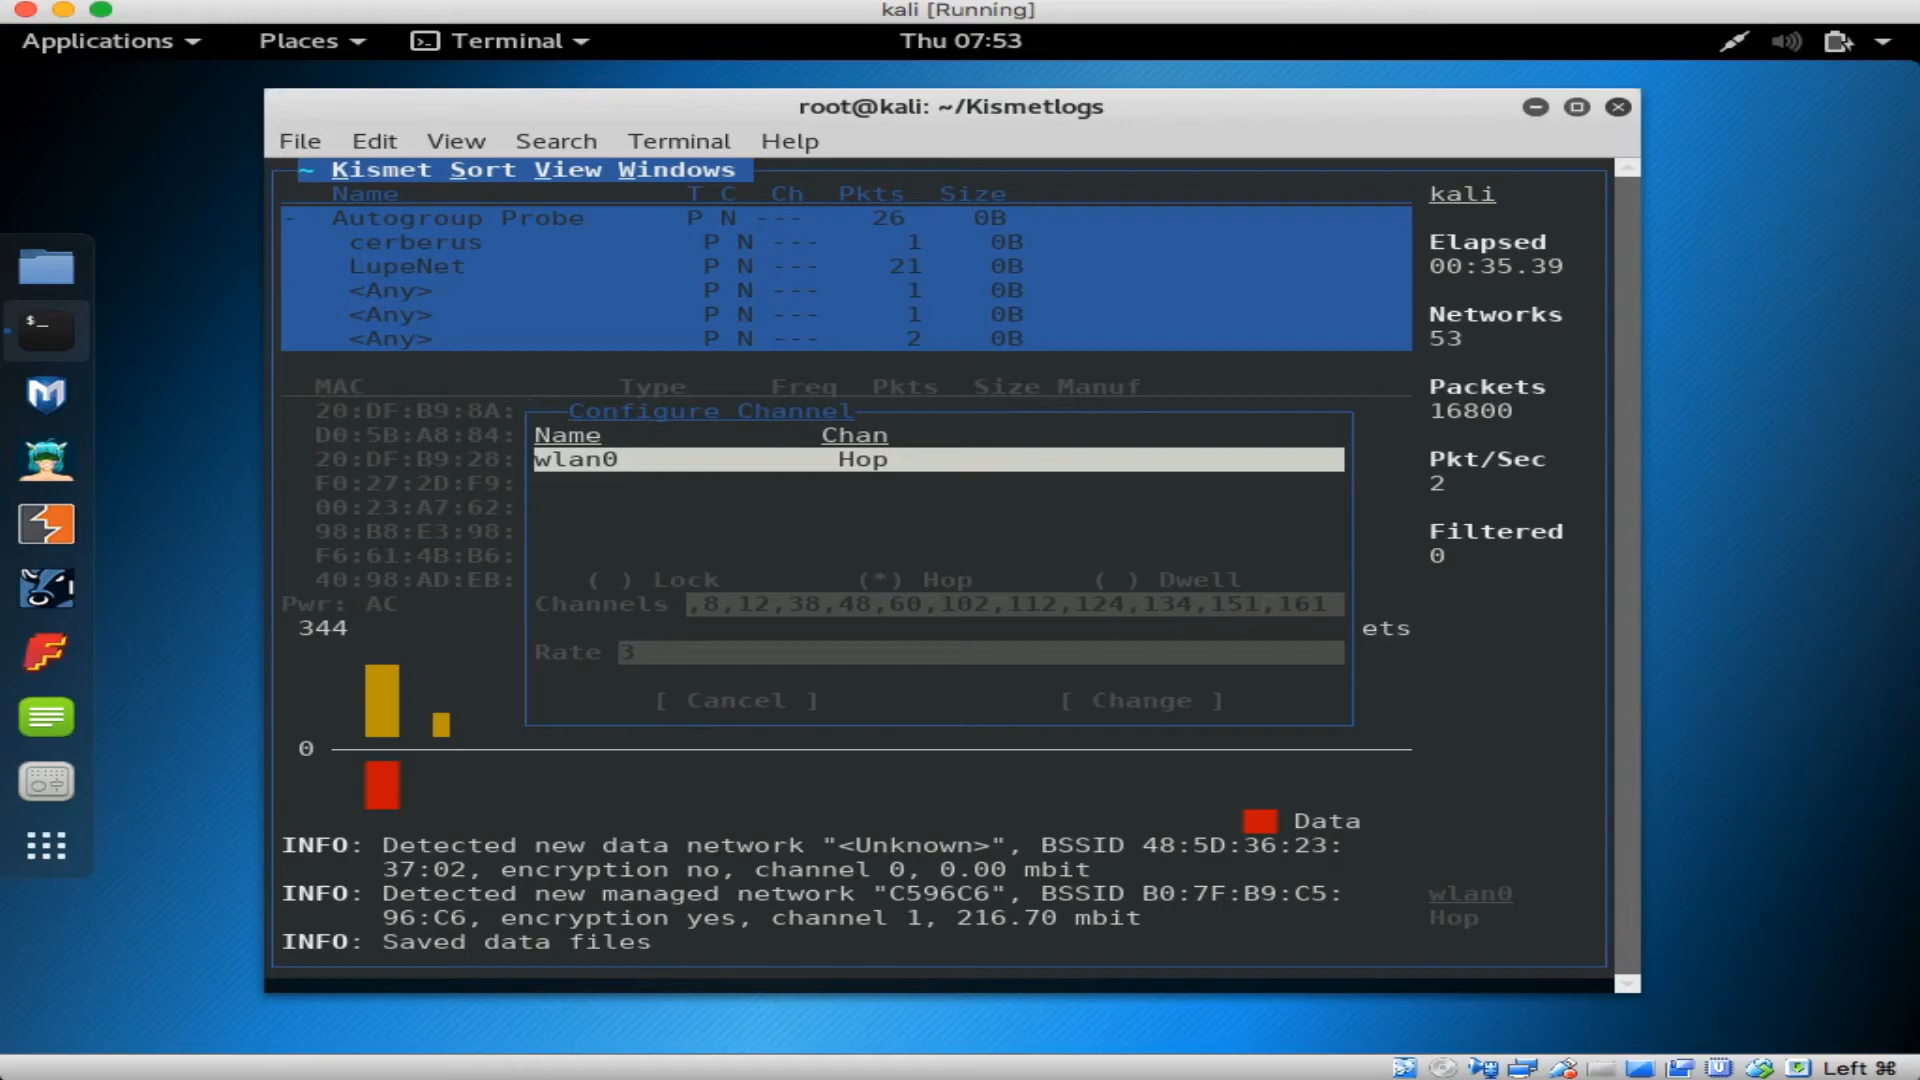 kali [Running]
Applications Places Terminal Thu 07:53
root@kali: ~/Kismetlogs
File Edit View Search Terminal Help
~ Kismet Sort View Windows
Name T C Ch Pkts Size
kali
- Autogroup Probe P N --- 26 0B
cerberus P N --- 1 0B
Elapsed
LupeNet P N --- 21 0B
00:35.39
<Any> P N --- 1 0B
<Any> P N --- 1 0B
Networks
<Any> P N --- 2 0B
53
MAC Type Freq Pkts Size Manuf
Packets
20:DF:B9:8A:
Configure Channel
16800
D0:5B:A8:84:
Name Chan
20:DF:B9:28:
wlan0 Hop
Pkt/Sec
F0:27:2D:F9:
2
00:23:A7:62:
98:B8:E3:98:
Filtered
F6:61:4B:B6:
0
40:98:AD:EB:
( ) Lock (*) Hop ( ) Dwell
Pwr: AC
Channels ,8,12,38,48,60,102,112,124,134,151,161
344
ets
Rate 3
[ Cancel ] [ Change ]
0
Data
INFO: Detected new data network "<Unknown>", BSSID 48:5D:36:23:
37:02, encryption no, channel 0, 0.00 mbit
INFO: Detected new managed network "C596C6", BSSID B0:7F:B9:C5:
wlan0
96:C6, encryption yes, channel 1, 216.70 mbit
Hop
INFO: Saved data files
Left ⌘